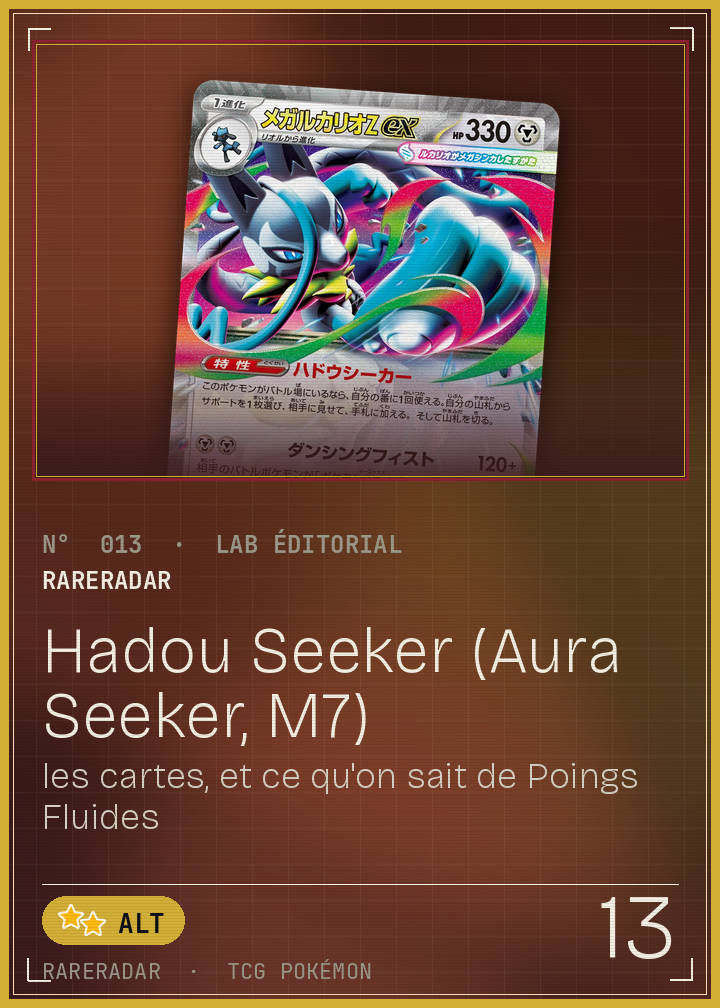 1進化
メガルカリオZex HP330
リオルから進化
ルカリオがメガシンカしたすがた
特性 とくせい ハドウシーカー
このポケモンがバトル場にいるなら、自分の番に1回使える。自分の山札から
サポートを1枚選び、相手に見せて、手札に加える。そして山札を切る。
ダンシングフィスト 120+
N° 013 · LAB ÉDITORIAL
RARERADAR
Hadou Seeker (Aura
Seeker, M7)
les cartes, et ce qu'on sait de Poings
Fluides
ALT
13
RARERADAR · TCG POKÉMON